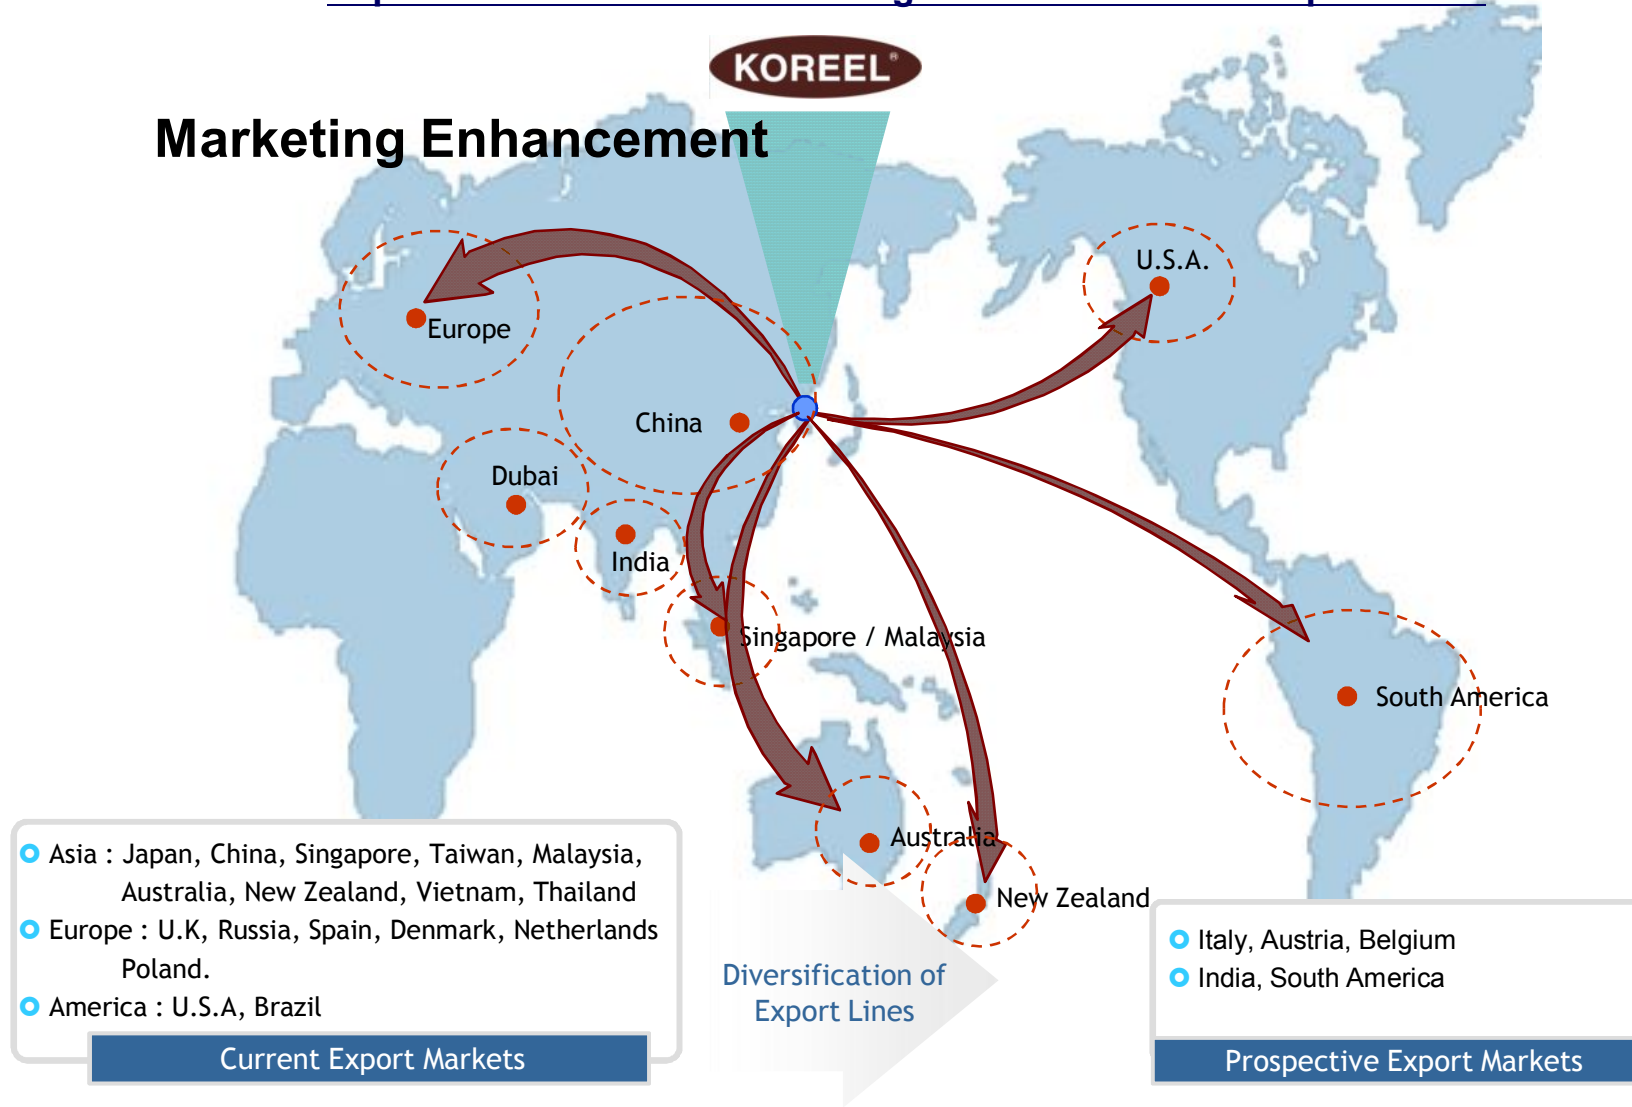 KOREEL®
Marketing Enhancement
U.S.A.
Europe
China
Dubai
India
Singapore / Malaysia
South America
Australia
New Zealand
Asia : Japan, China, Singapore, Taiwan, Malaysia,
Australia, New Zealand, Vietnam, Thailand
Europe : U.K, Russia, Spain, Denmark, Netherlands
Poland.
America : U.S.A, Brazil
Current Export Markets
Diversification of
Export Lines
Italy, Austria, Belgium
India, South America
Prospective Export Markets